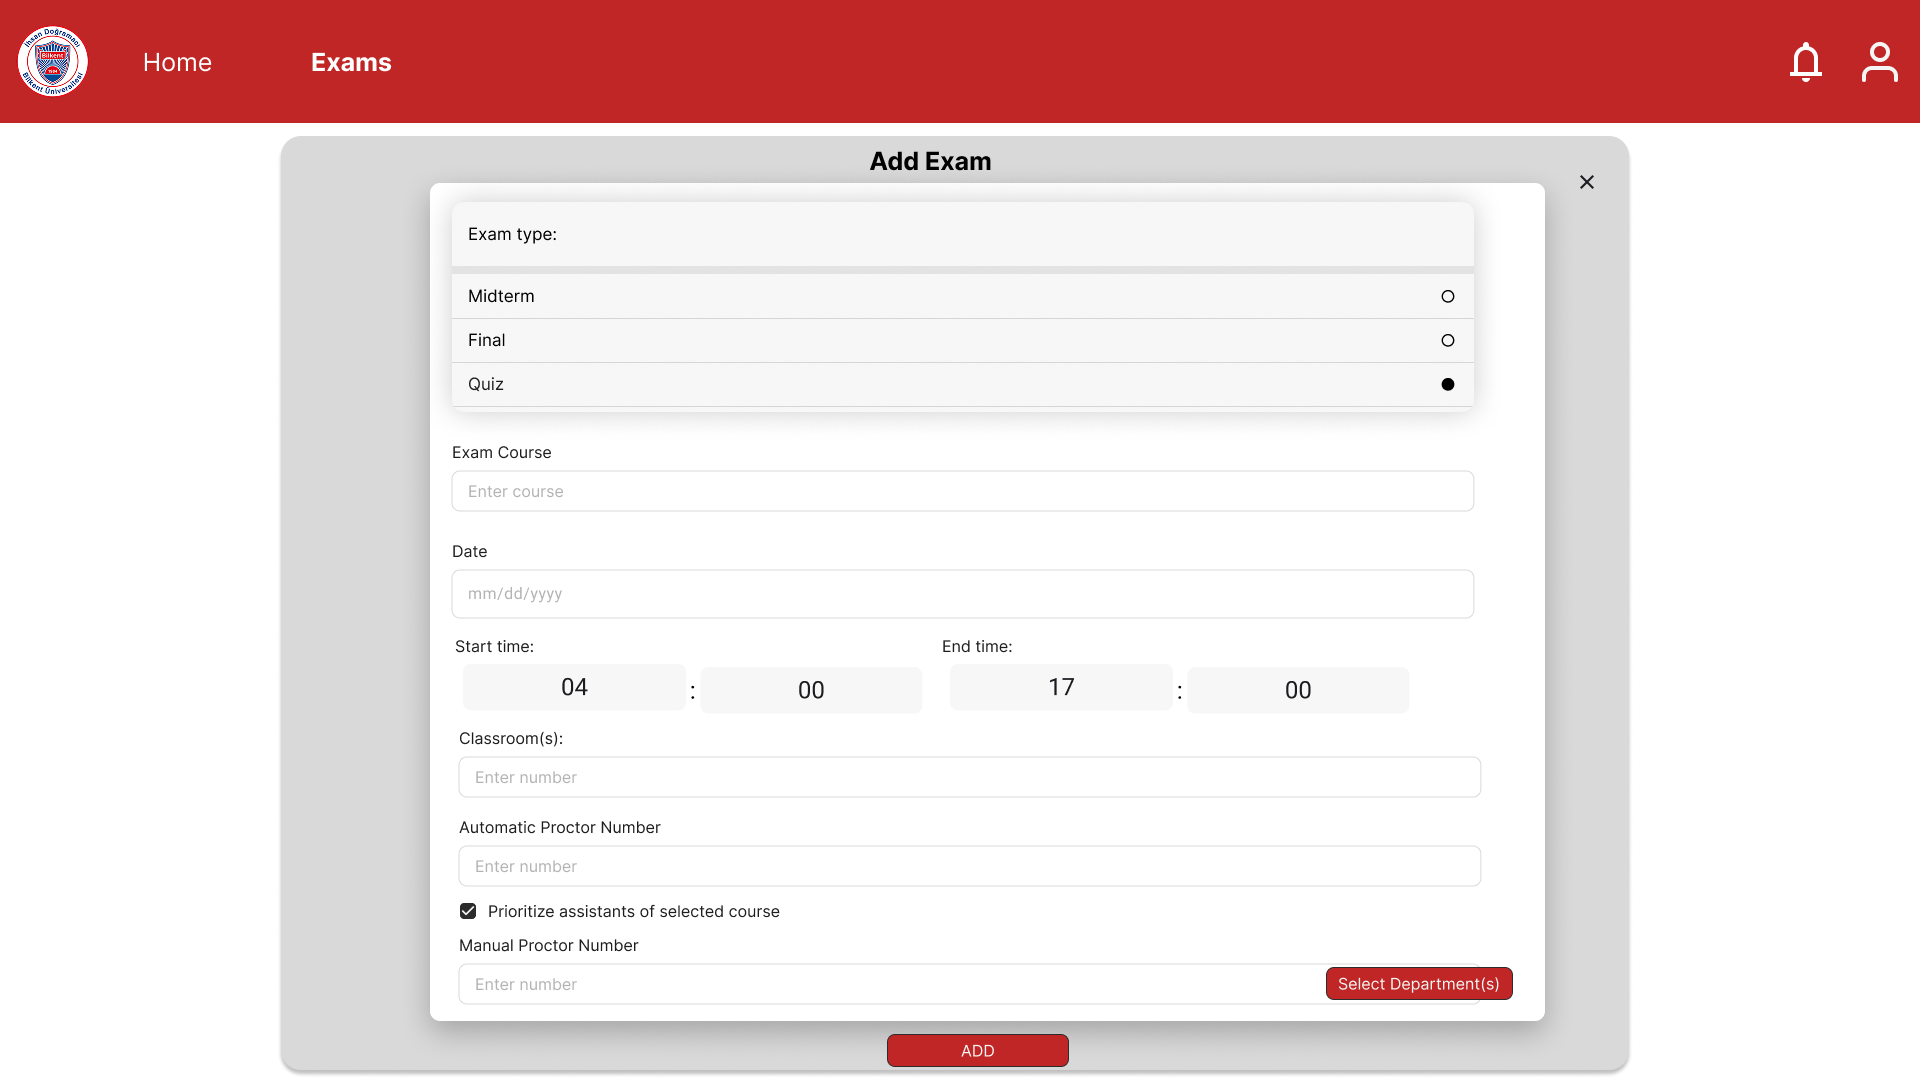 İhsan Doğramacı
Bilkent
1984
Bilkent Üniversitesi
Home
Exams
Add Exam
Exam type:
Midterm
Final
Quiz
Exam Course
Enter course
Date
mm/dd/yyyy
Start time:
End time:
04 : 00
17 : 00
Classroom(s):
Enter number
Automatic Proctor Number
Enter number
Prioritize assistants of selected course
Manual Proctor Number
Enter number
Select Department(s)
ADD